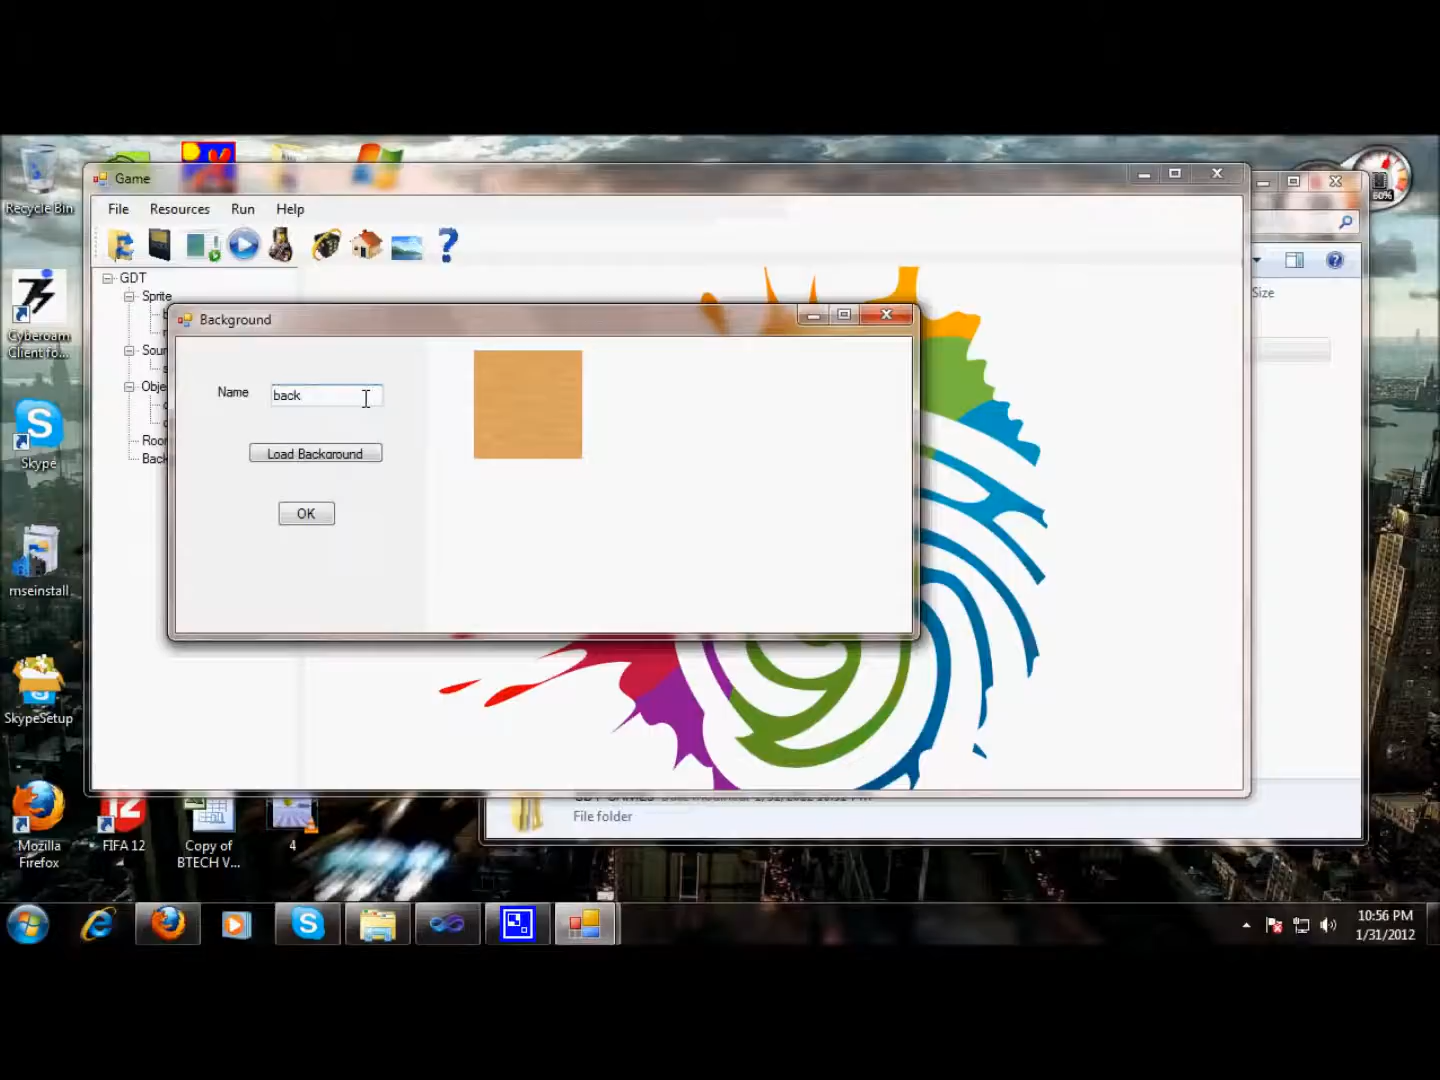 Recycle Bin
Cyberoam
Client fo...
Skype
mseinstall
SkypeSetup
Mozilla
Firefox
FIFA 12
Copy of
BTECH V...
4
Game
File Resources Run Help
GDT
Sprite
Background
Name back
Load Background
OK
Size
60%
File folder
10:56 PM
1/31/2012